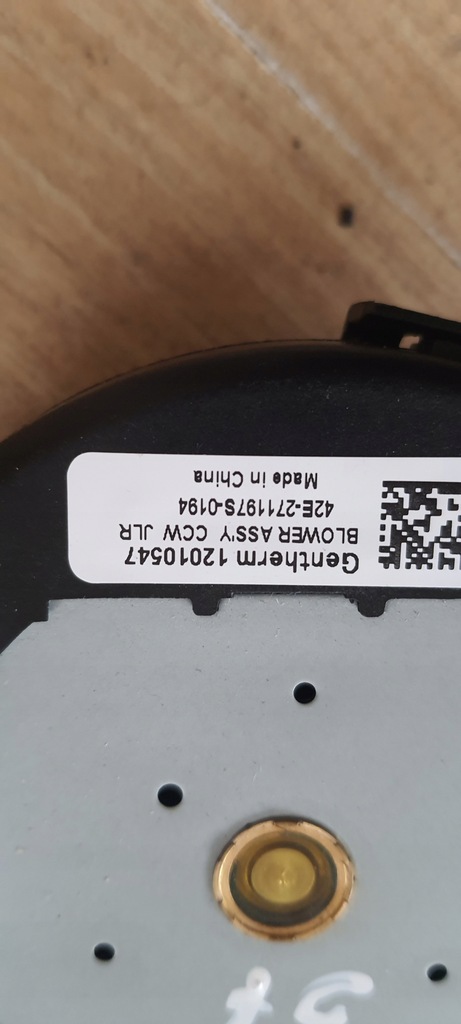 Gentherm 12010547
BLOWER ASS'Y CCW JLR
42E-271197S-0194
Made in China